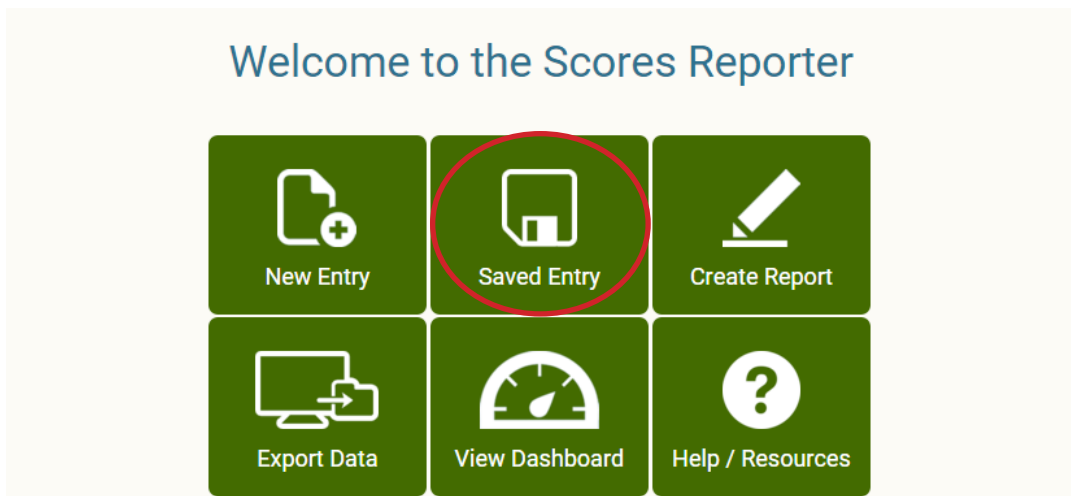 Welcome to the Scores Reporter
New Entry
Saved Entry
Create Report
Export Data
View Dashboard
Help / Resources